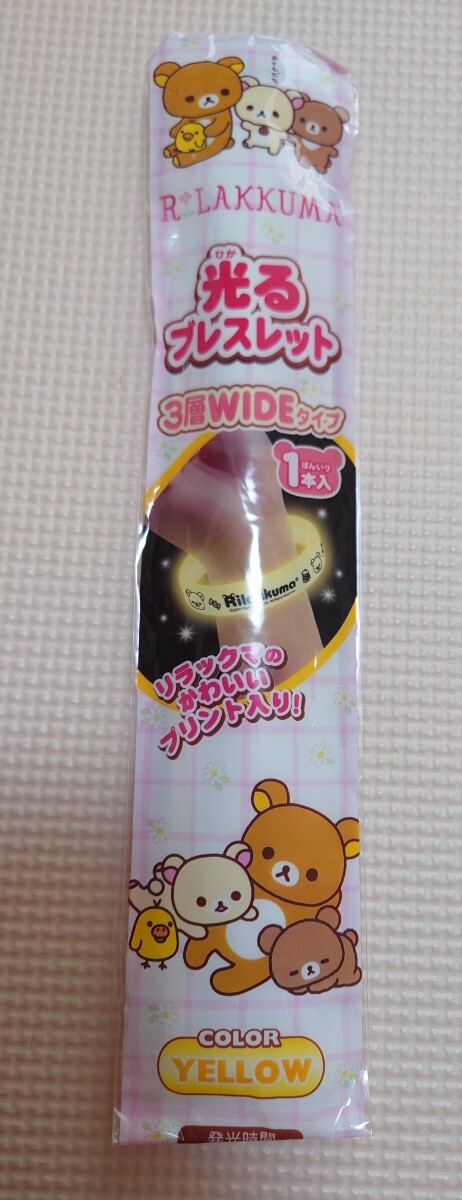 RiLAKKUMA
ひか
光る
ブレスレット
3層WIDEタイプ
1本入
ほんいり
Rilakkuma
リラックマの
かわいい
プリント入り!
COLOR
YELLOW
発光時間